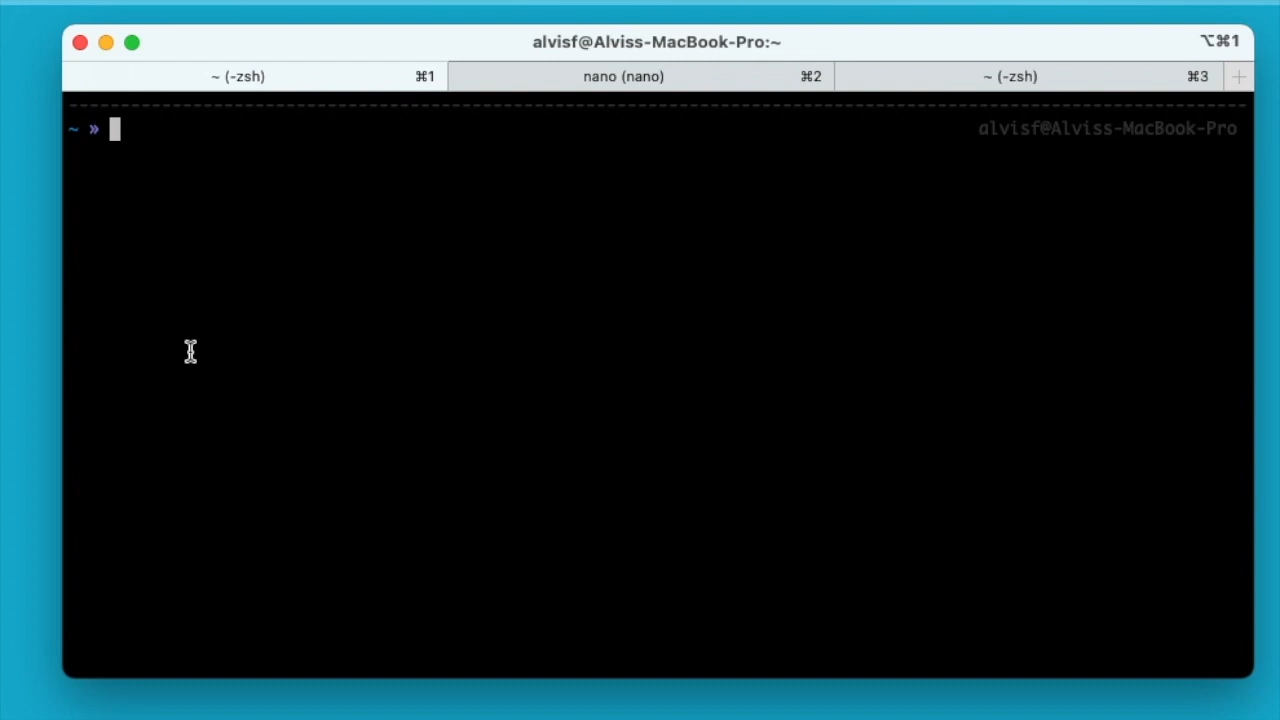 alvisf@Alviss-MacBook-Pro:~
⌥⌘1
~ (-zsh) ⌘1 nano (nano) ⌘2 ~ (-zsh) ⌘3 +
~ » alvisf@Alviss-MacBook-Pro